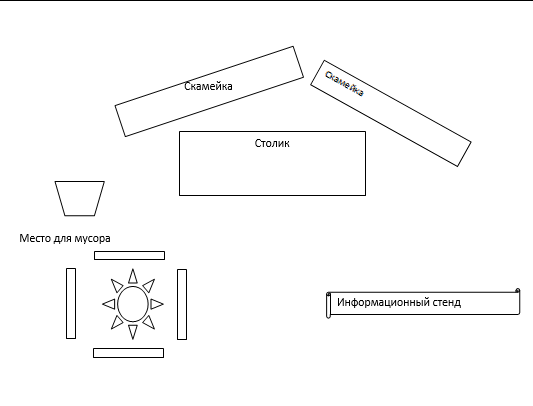 Скамейка
Скамейка
Столик
Место для мусора
Информационный стенд